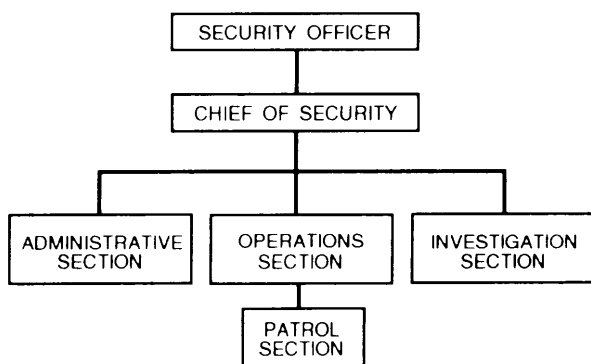 SECURITY OFFICER
CHIEF OF SECURITY
ADMINISTRATIVE
SECTION
OPERATIONS
SECTION
INVESTIGATION
SECTION
PATROL
SECTION